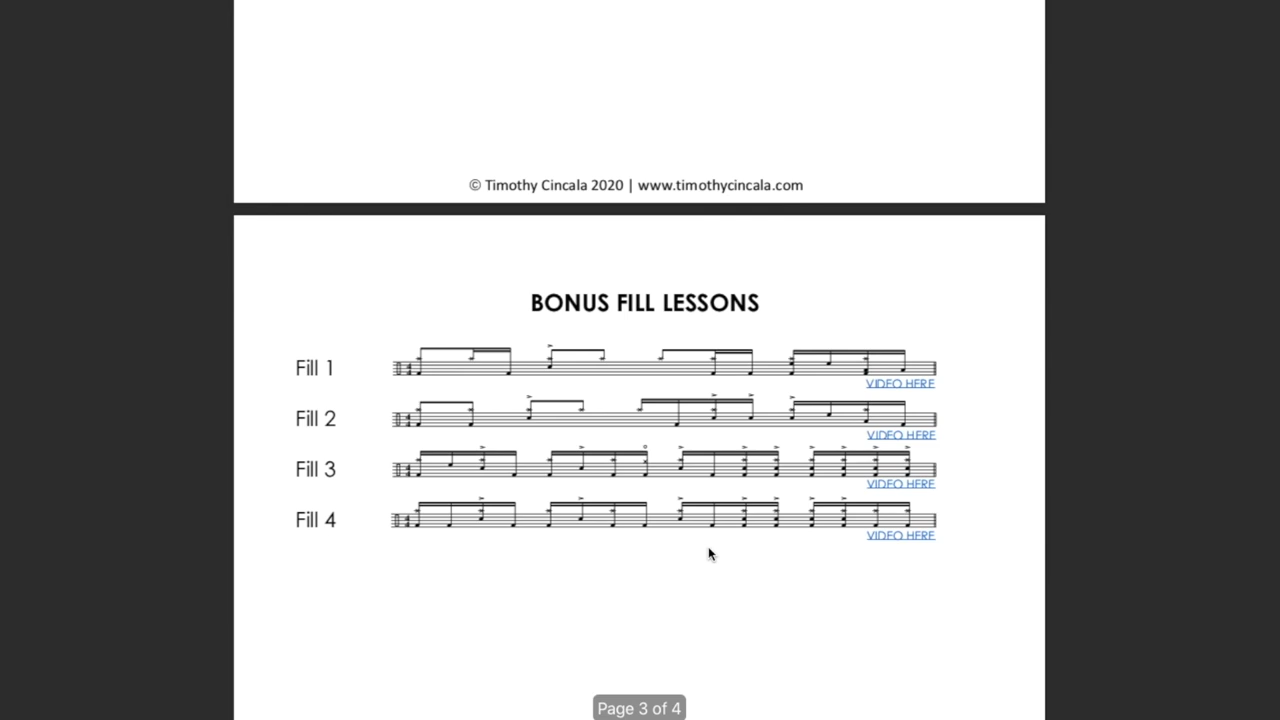 © Timothy Cincala 2020 | www.timothycincala.com
BONUS FILL LESSONS
Fill 1
VIDEO HERE
Fill 2
VIDEO HERE
Fill 3
VIDEO HERE
Fill 4
VIDEO HERE
Page 3 of 4